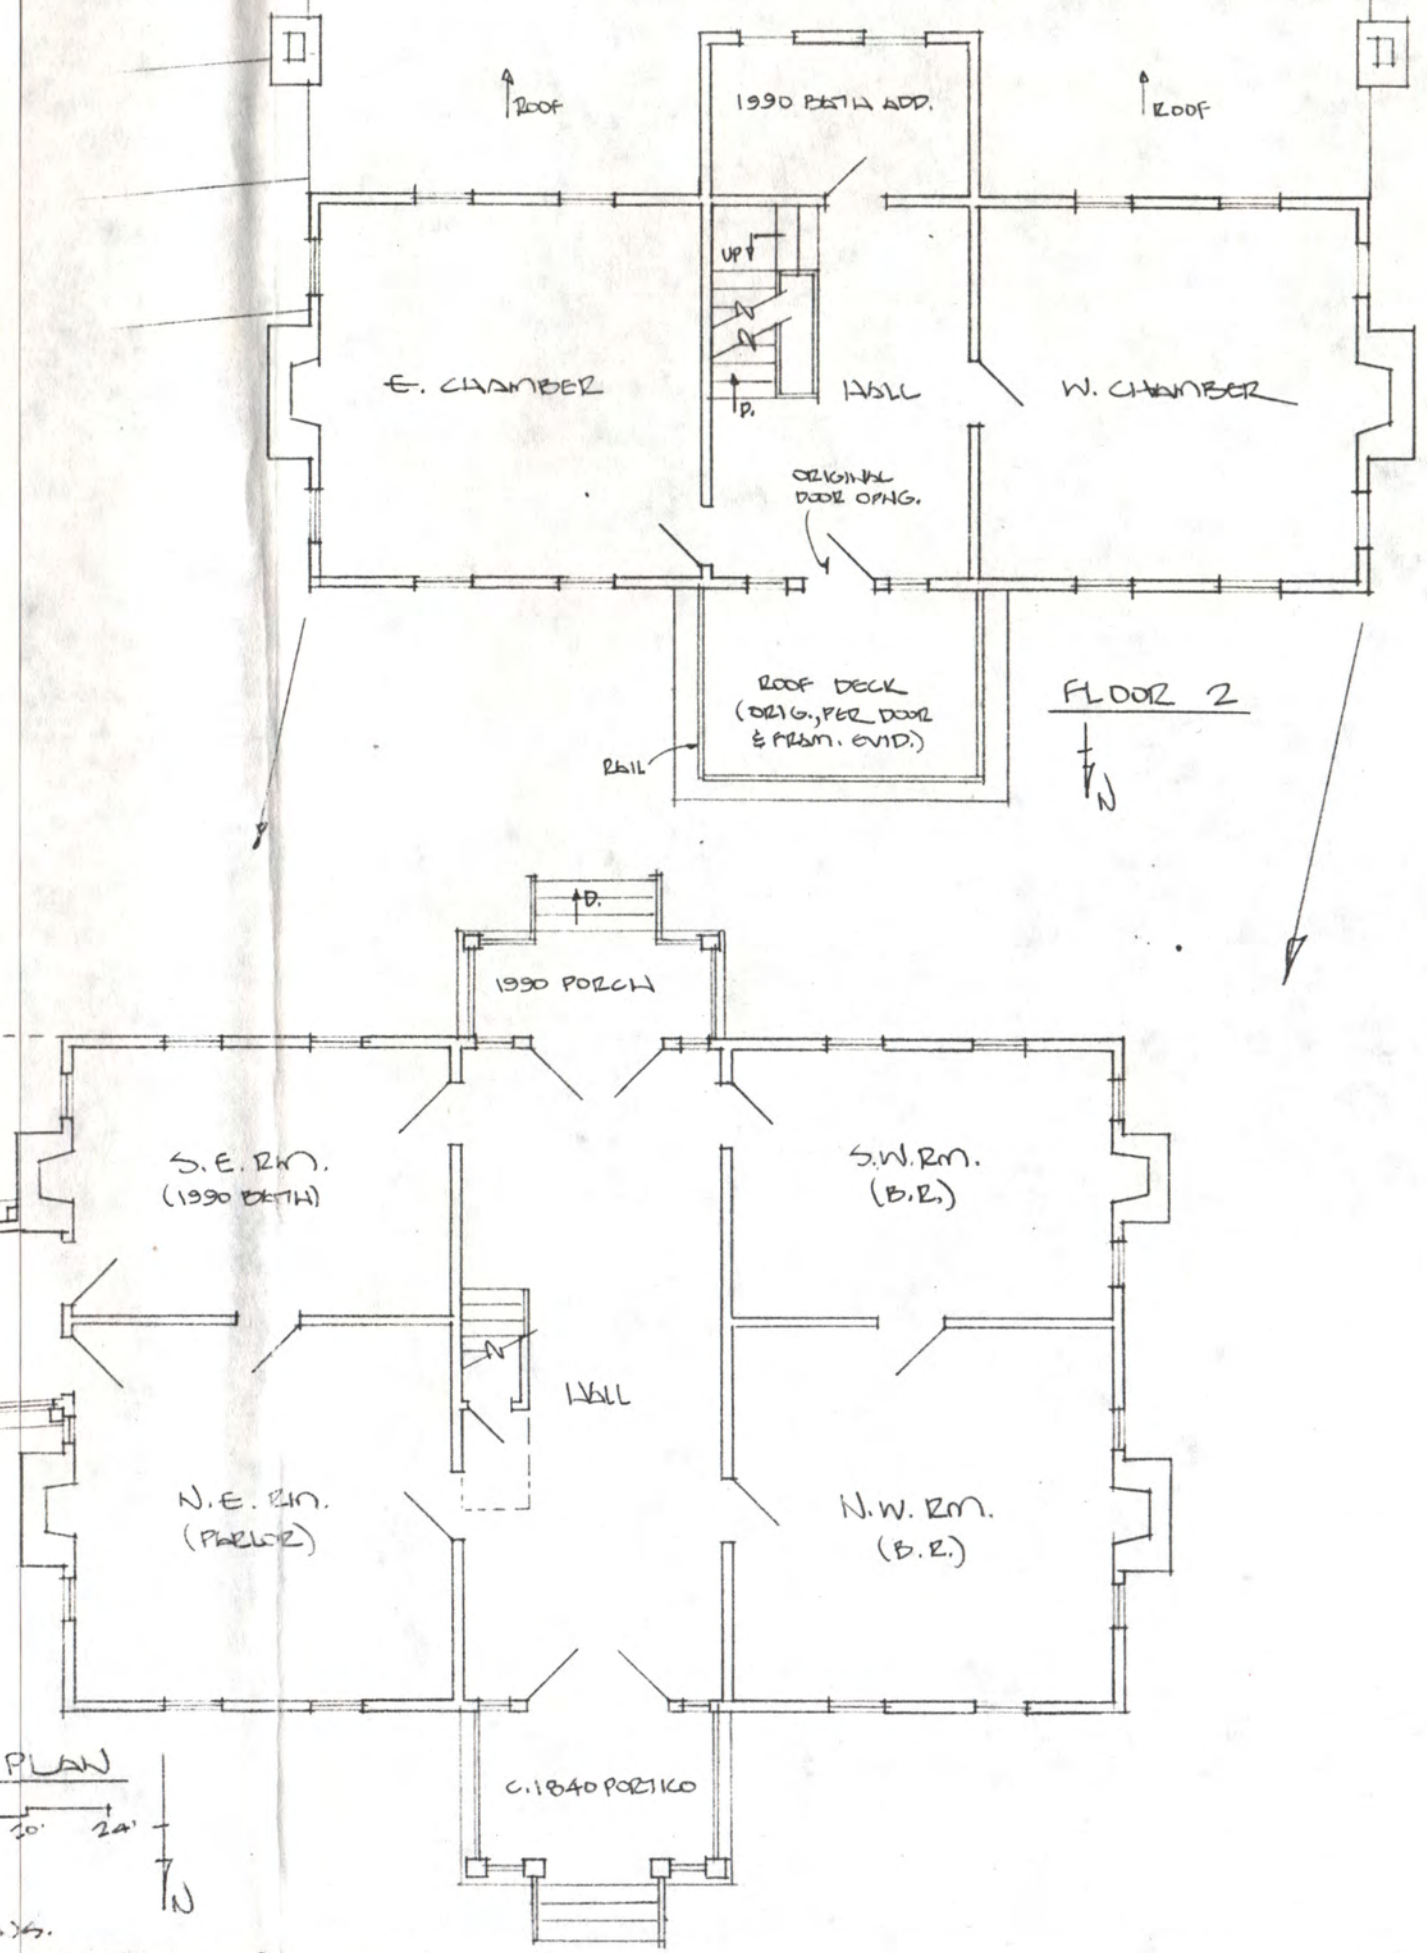 ROOF
1990 BATH ADD.
ROOF
UP
E. CHAMBER
D.
HALL
W. CHAMBER
ORIGINAL
DOOR OPNG.
ROOF DECK
(ORIG., PER DOOR
& FRAM. EVID.)
RAIL
FLOOR 2
N
D.
1990 PORCH
S.E. RM.
(1990 BATH)
S.W. RM.
(B.R.)
HALL
N.E. RM.
(PARLOR)
N.W. RM.
(B.R.)
PLAN
24'
N
C. 1840 PORTICO